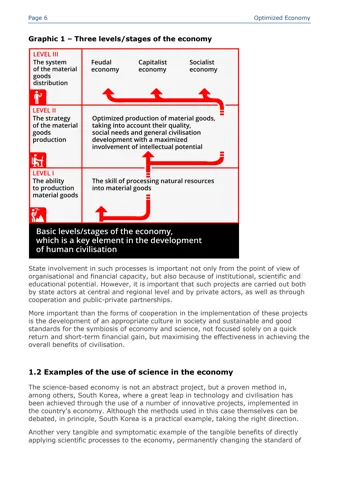 Page 6
Optimized Economy
Graphic 1 – Three levels/stages of the economy
LEVEL III
The system
of the material
goods
distribution
Feudal
economy
Capitalist
economy
Socialist
economy
LEVEL II
The strategy
of the material
goods
production
Optimized production of material goods,
taking into account their quality,
social needs and general civilisation
development with a maximized
involvement of intellectual potential
LEVEL I
The ability
to production
material goods
The skill of processing natural resources
into material goods
Basic levels/stages of the economy,
which is a key element in the development
of human civilisation
State involvement in such processes is important not only from the point of view of
organisational and financial capacity, but also because of institutional, scientific and
educational potential. However, it is important that such projects are carried out both
by state actors at central and regional level and by private actors, as well as through
cooperation and public-private partnerships.
More important than the forms of cooperation in the implementation of these projects
is the development of an appropriate culture in society and sustainable and good
standards for the symbiosis of economy and science, not focused solely on a quick
return and short-term financial gain, but maximising the effectiveness in achieving the
overall benefits of civilisation.
1.2 Examples of the use of science in the economy
The science-based economy is not an abstract project, but a proven method in,
among others, South Korea, where a great leap in technology and civilisation has
been achieved through the use of a number of innovative projects, implemented in
the country's economy. Although the methods used in this case themselves can be
debated, in principle, South Korea is a practical example, taking the right direction.
Another very tangible and symptomatic example of the tangible benefits of directly
applying scientific processes to the economy, permanently changing the standard of